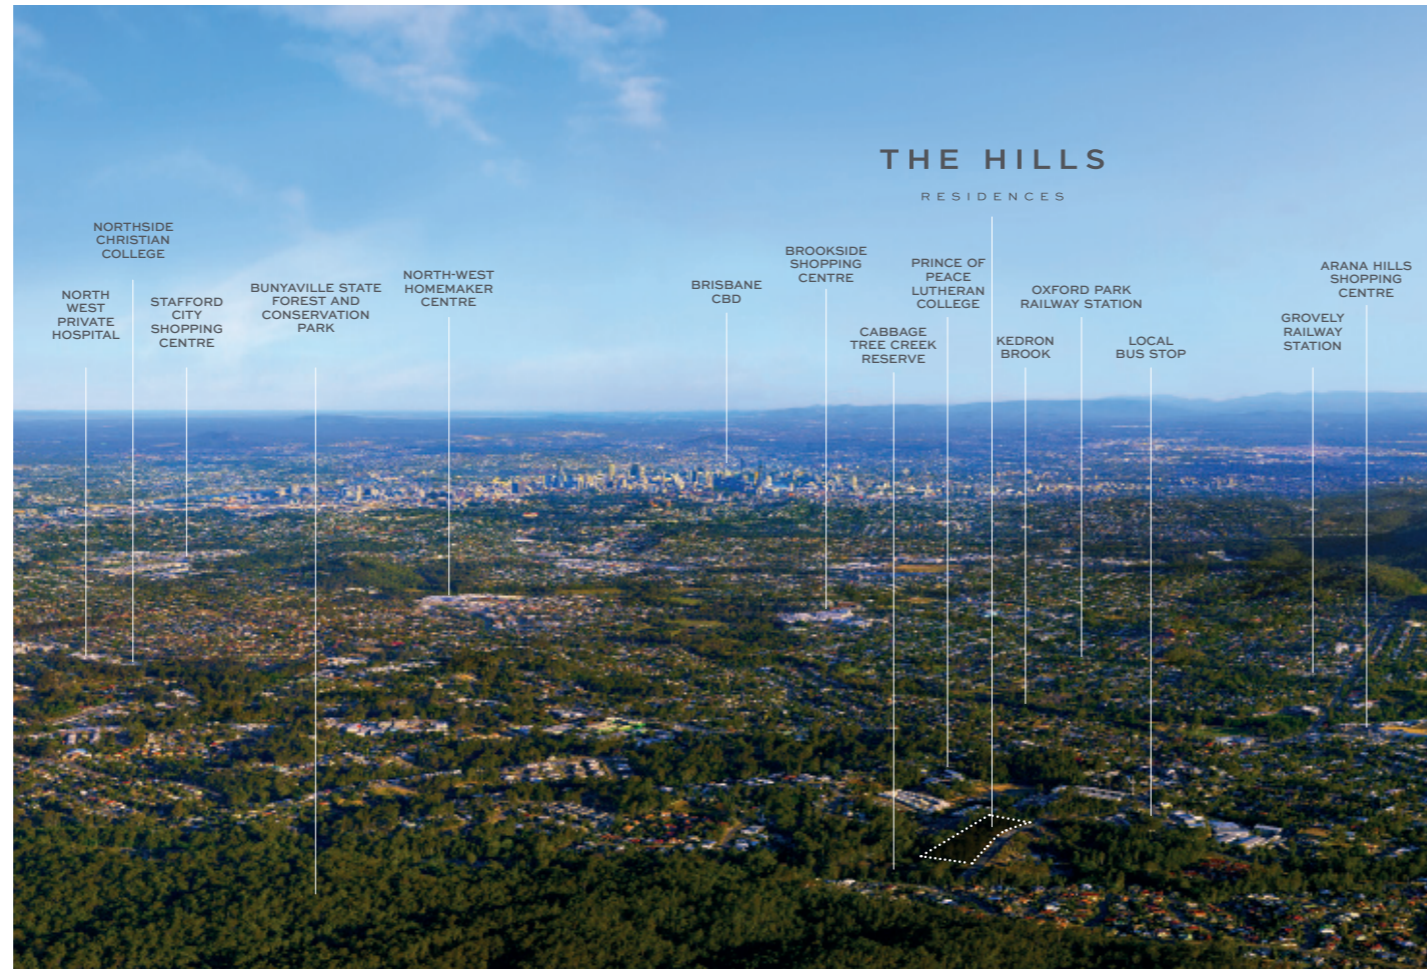 THE HILLS
RESIDENCES
NORTHSIDE
CHRISTIAN
COLLEGE
NORTH
WEST
PRIVATE
HOSPITAL
STAFFORD
CITY
SHOPPING
CENTRE
BUNYAVILLE STATE
FOREST AND
CONSERVATION
PARK
NORTH-WEST
HOMEMAKER
CENTRE
BRISBANE
CBD
BROOKSIDE
SHOPPING
CENTRE
CABBAGE
TREE CREEK
RESERVE
PRINCE OF
PEACE
LUTHERAN
COLLEGE
KEDRON
BROOK
OXFORD PARK
RAILWAY STATION
LOCAL
BUS STOP
GROVELY
RAILWAY
STATION
ARANA HILLS
SHOPPING
CENTRE